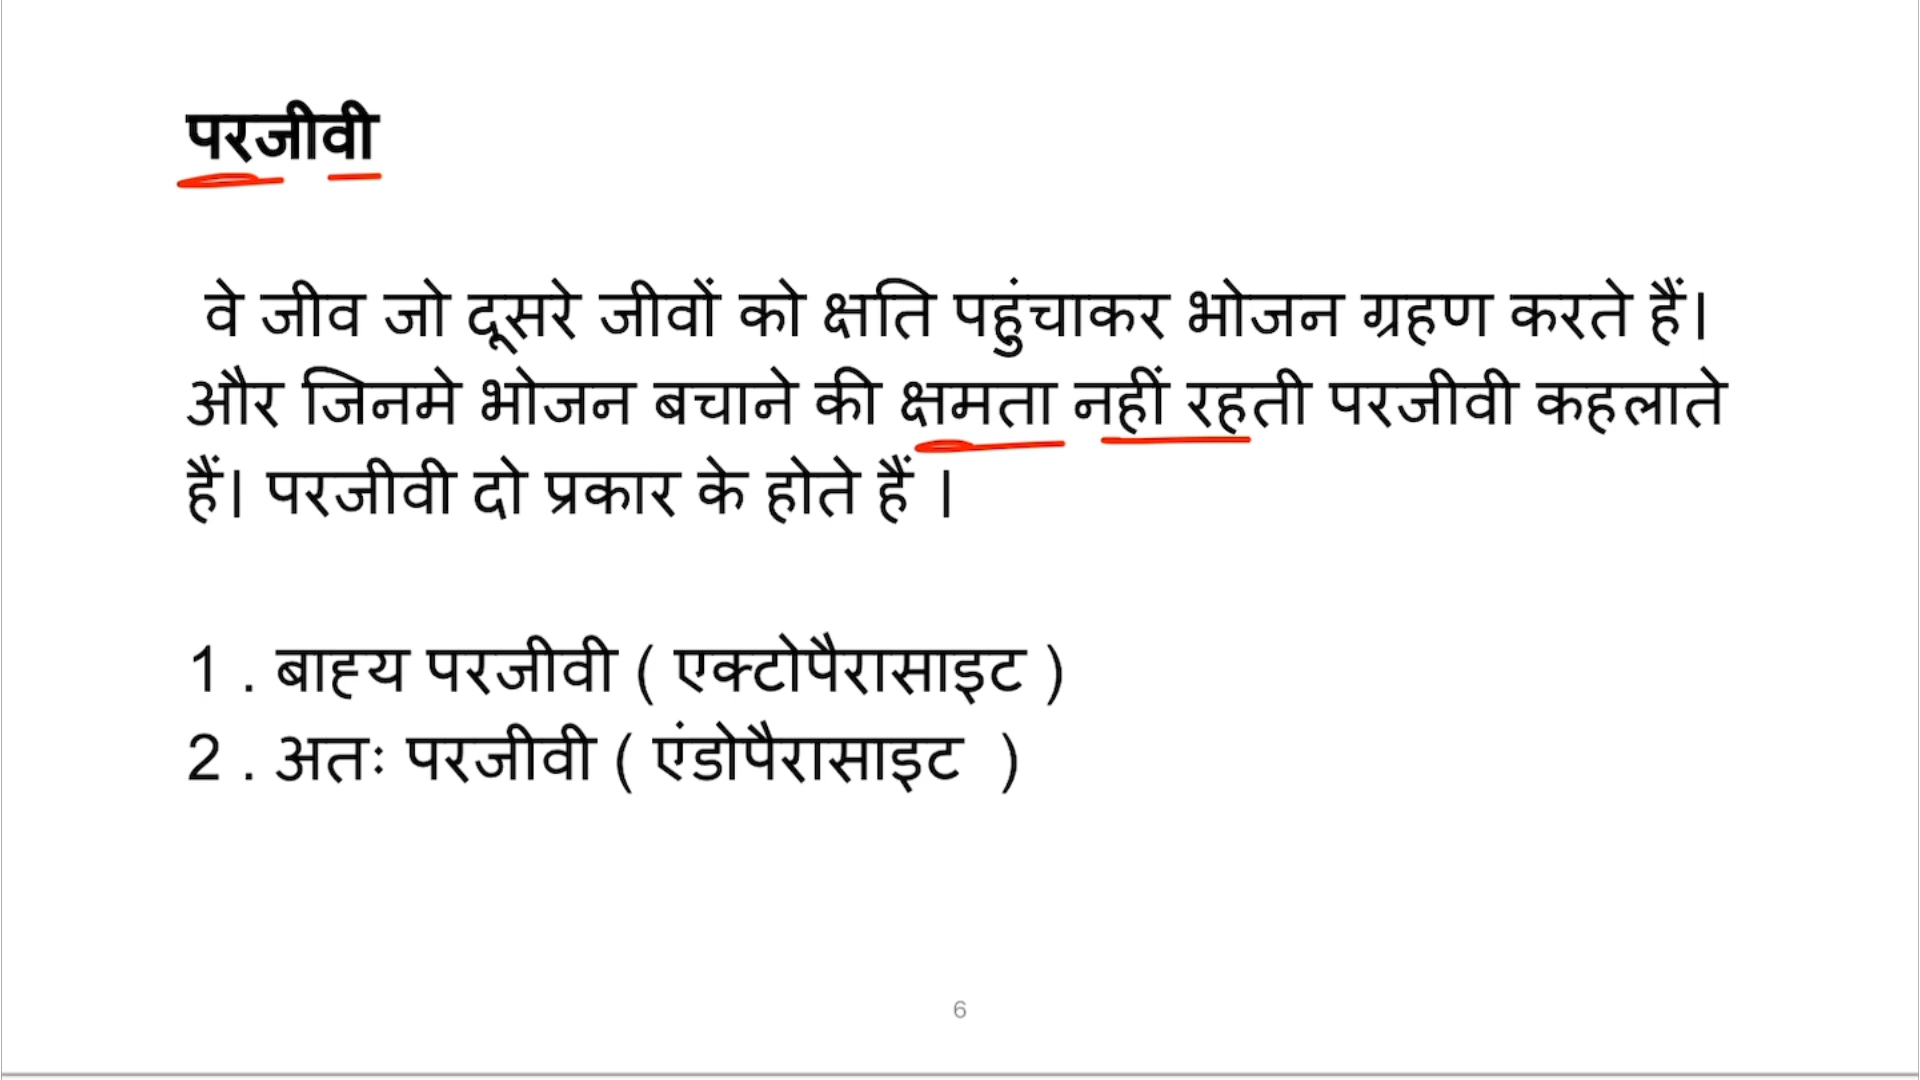 परजीवी
वे जीव जो दूसरे जीवों को क्षति पहुंचाकर भोजन ग्रहण करते हैं।
और जिनमे भोजन बचाने की क्षमता नहीं रहती परजीवी कहलाते
हैं। परजीवी दो प्रकार के होते हैं ।
1 . बाह्य परजीवी ( एक्टोपैरासाइट )
2 . अतः परजीवी ( एंडोपैरासाइट )
6